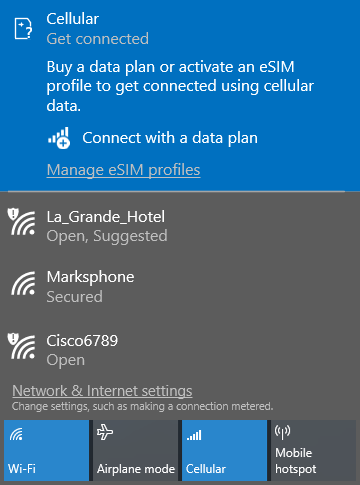 Cellular
Get connected
Buy a data plan or activate an eSIM
profile to get connected using cellular
data.
Connect with a data plan
Manage eSIM profiles
La_Grande_Hotel
Open, Suggested
Marksphone
Secured
Cisco6789
Open
Network & Internet settings
Change settings, such as making a connection metered.
Wi-Fi
Airplane mode
Cellular
Mobile
hotspot